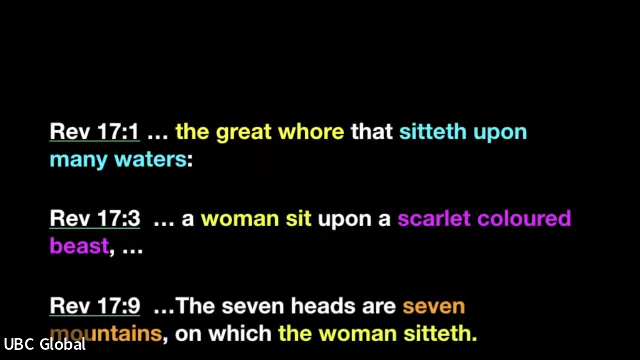 Rev 17:1 … the great whore that sitteth upon
many waters:
Rev 17:3 … a woman sit upon a scarlet coloured
beast, …
Rev 17:9 …The seven heads are seven
mountains, on which the woman sitteth.
UBC Global